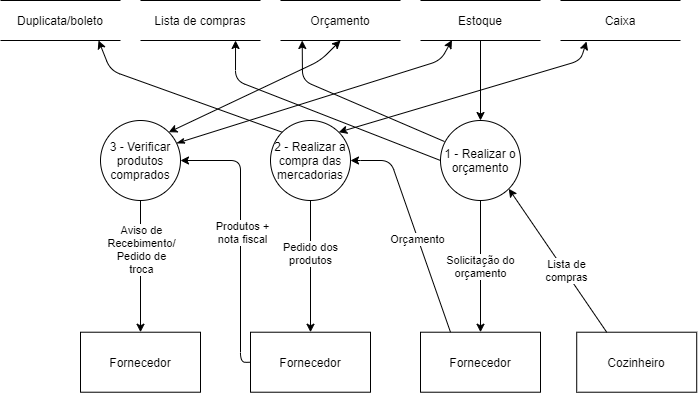 Duplicata/boleto
Lista de compras
Orçamento
Estoque
Caixa
3 - Verificar
produtos
comprados
2 - Realizar a
compra das
mercadorias
1 - Realizar o
orçamento
Aviso de
Recebimento/
Pedido de
troca
Produtos +
nota fiscal
Pedido dos
produtos
Orçamento
Solicitação do
orçamento
Lista de
compras
Fornecedor
Fornecedor
Fornecedor
Cozinheiro